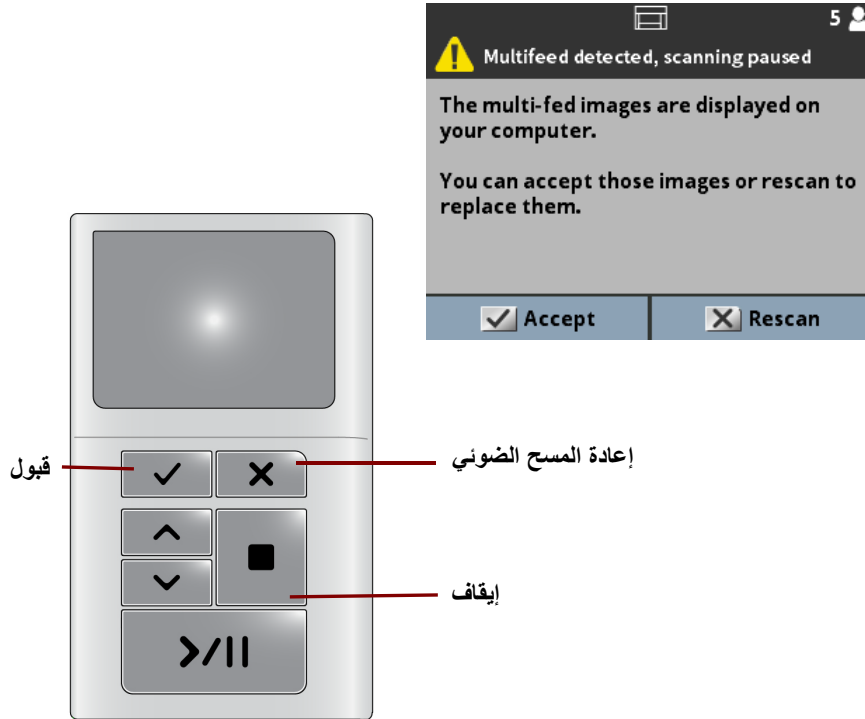 5
Multifeed detected, scanning paused
The multi-fed images are displayed on
your computer.
You can accept those images or rescan to
replace them.
Accept
Rescan
إعادة المسح الضوئي
قبول
إيقاف